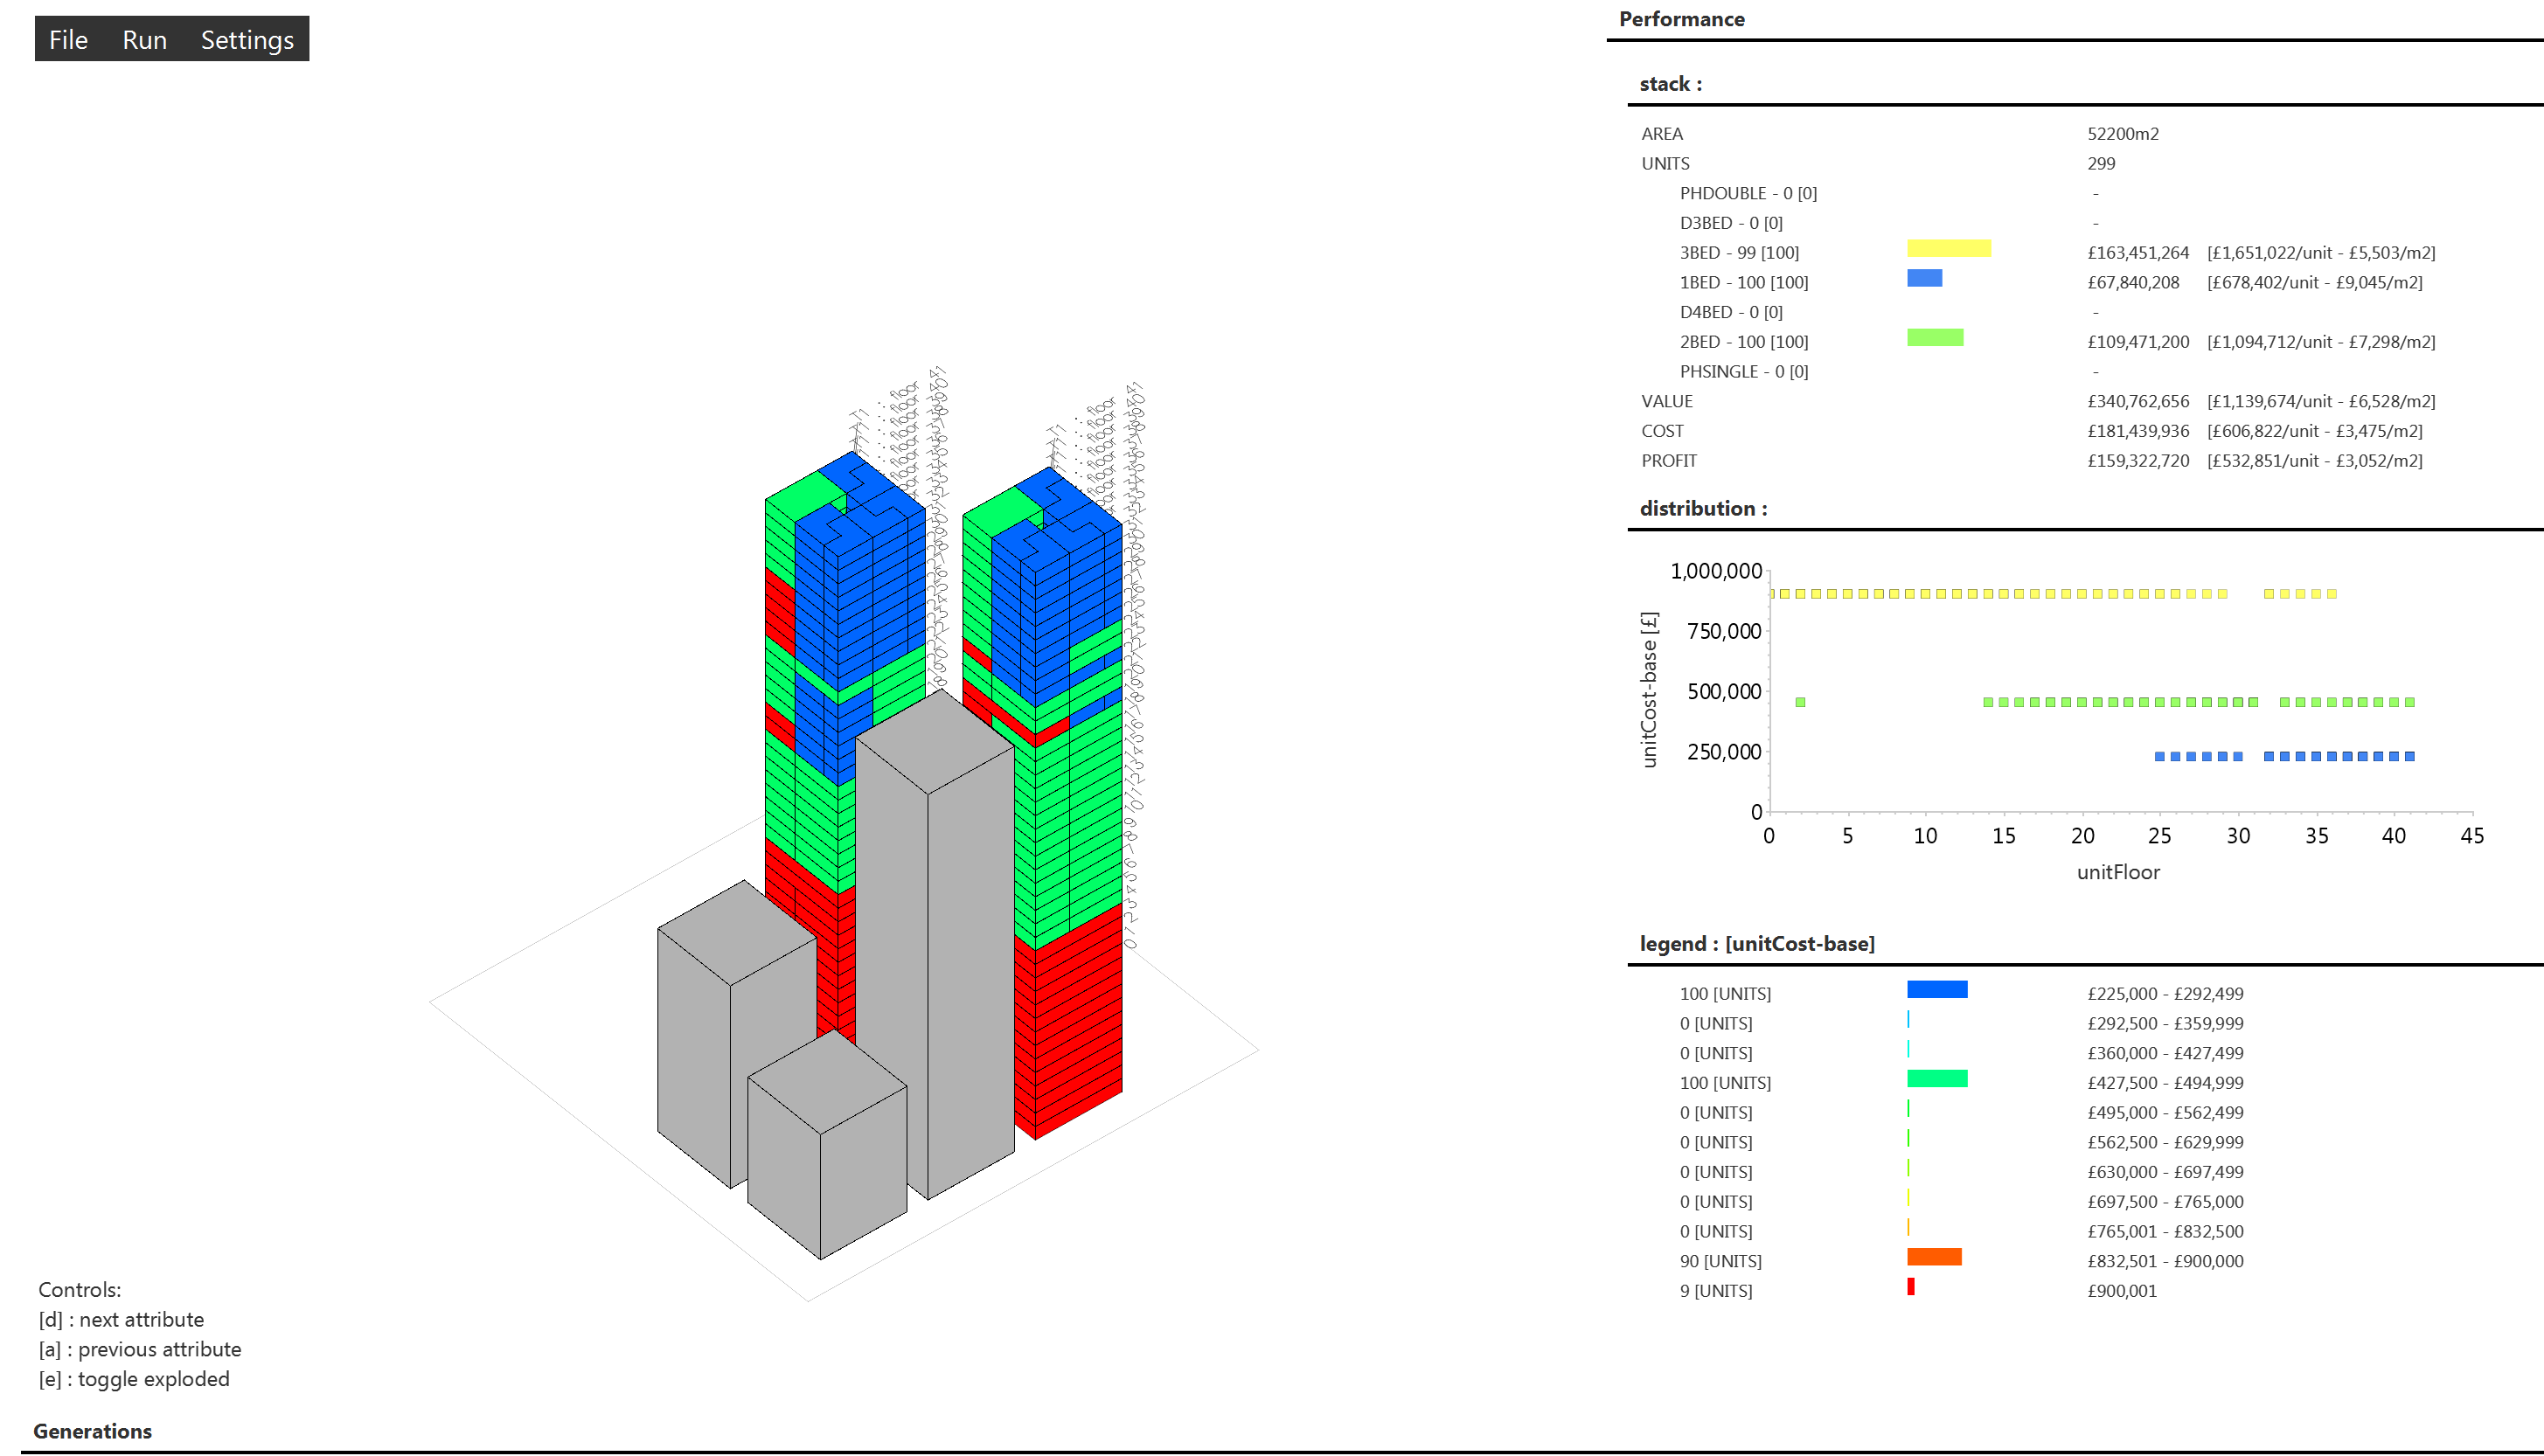 File Run Settings
Performance
stack :
AREA 52200m2
UNITS 299
PHDOUBLE - 0 [0] -
D3BED - 0 [0] -
3BED - 99 [100] £163,451,264 [£1,651,022/unit - £5,503/m2]
1BED - 100 [100] £67,840,208 [£678,402/unit - £9,045/m2]
D4BED - 0 [0] -
2BED - 100 [100] £109,471,200 [£1,094,712/unit - £7,298/m2]
PHSINGLE - 0 [0] -
VALUE £340,762,656 [£1,139,674/unit - £6,528/m2]
COST £181,439,936 [£606,822/unit - £3,475/m2]
PROFIT £159,322,720 [£532,851/unit - £3,052/m2]
distribution :
1,000,000
750,000
500,000
250,000
0
unitCost-base [£]
0 5 10 15 20 25 30 35 40 45
unitFloor
legend : [unitCost-base]
100 [UNITS] £225,000 - £292,499
0 [UNITS] £292,500 - £359,999
0 [UNITS] £360,000 - £427,499
100 [UNITS] £427,500 - £494,999
0 [UNITS] £495,000 - £562,499
0 [UNITS] £562,500 - £629,999
0 [UNITS] £630,000 - £697,499
0 [UNITS] £697,500 - £765,000
0 [UNITS] £765,001 - £832,500
90 [UNITS] £832,501 - £900,000
9 [UNITS] £900,001
Controls:
[d] : next attribute
[a] : previous attribute
[e] : toggle exploded
Generations